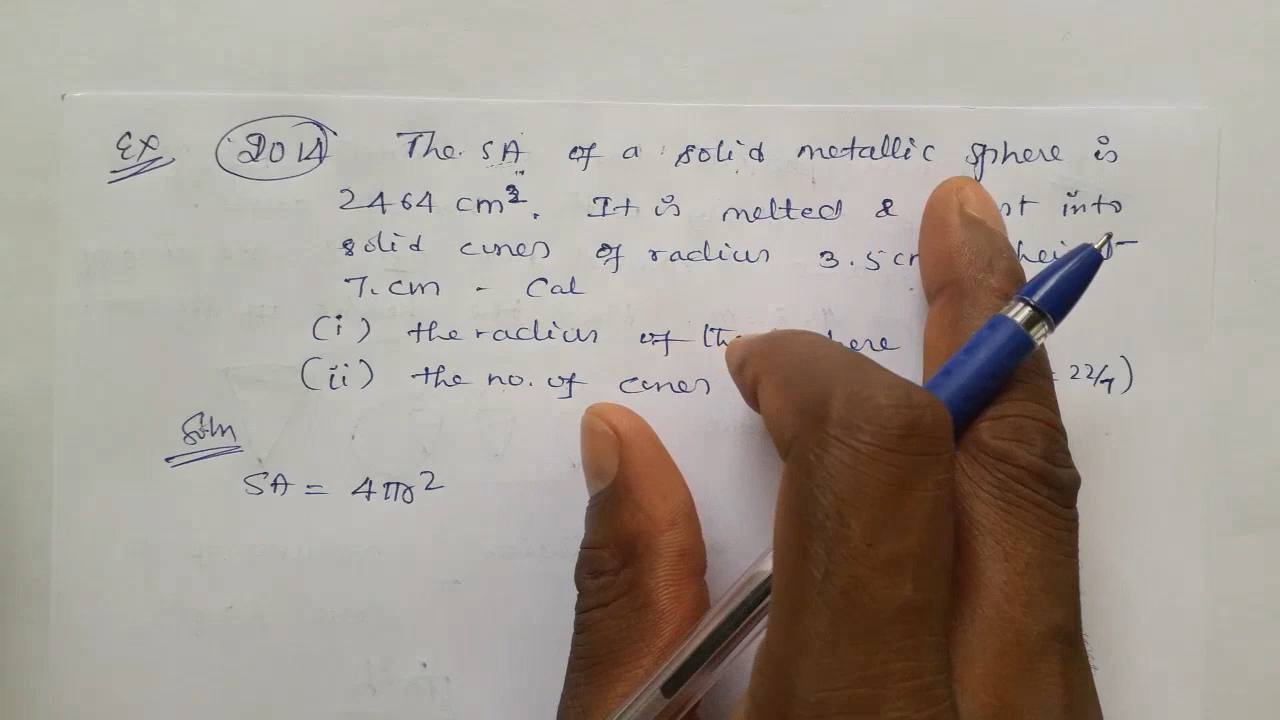 Ex 2014 The SA of a solid metallic sphere is
2464 cm². It is melted & into
solid cones of radius 3.5
7 cm - Cal
(i) the radius of the
(ii) the no. of cones 22/7)
Soln
SA = 4πr²